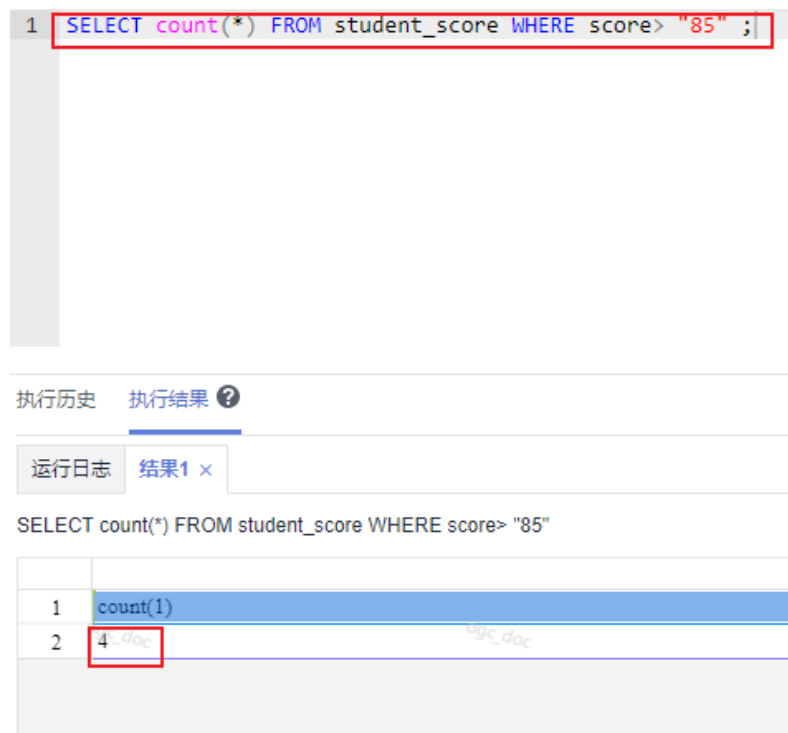 1 SELECT count(*) FROM student_score WHERE score> "85" ;
执行历史 执行结果 ?
运行日志 结果1 ×
SELECT count(*) FROM student_score WHERE score> "85"
1 count(1)
2 4
ugc_doc